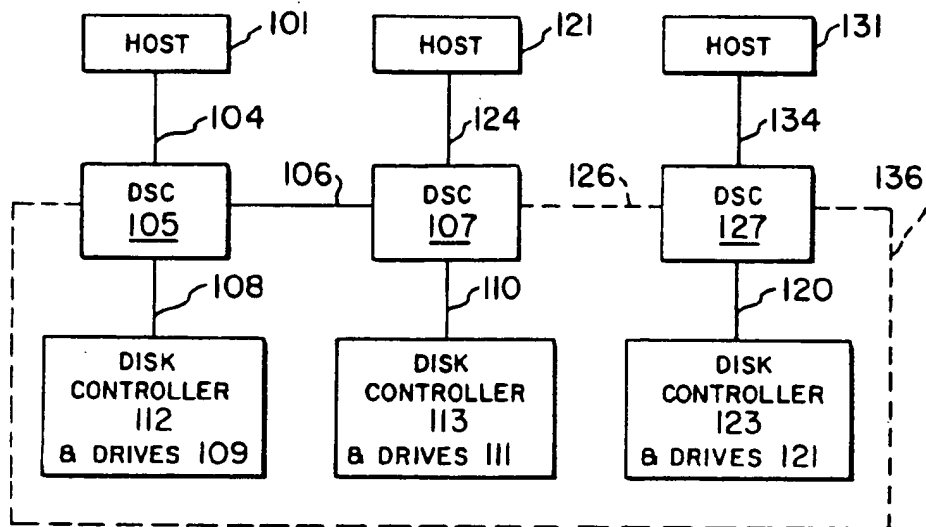 HOST 101
HOST 121
HOST 131
104
124
134
DSC 105
106
DSC 107
126
DSC 127
136
108
110
120
DISK
CONTROLLER
112
& DRIVES 109
DISK
CONTROLLER
113
& DRIVES 111
DISK
CONTROLLER
123
& DRIVES 121